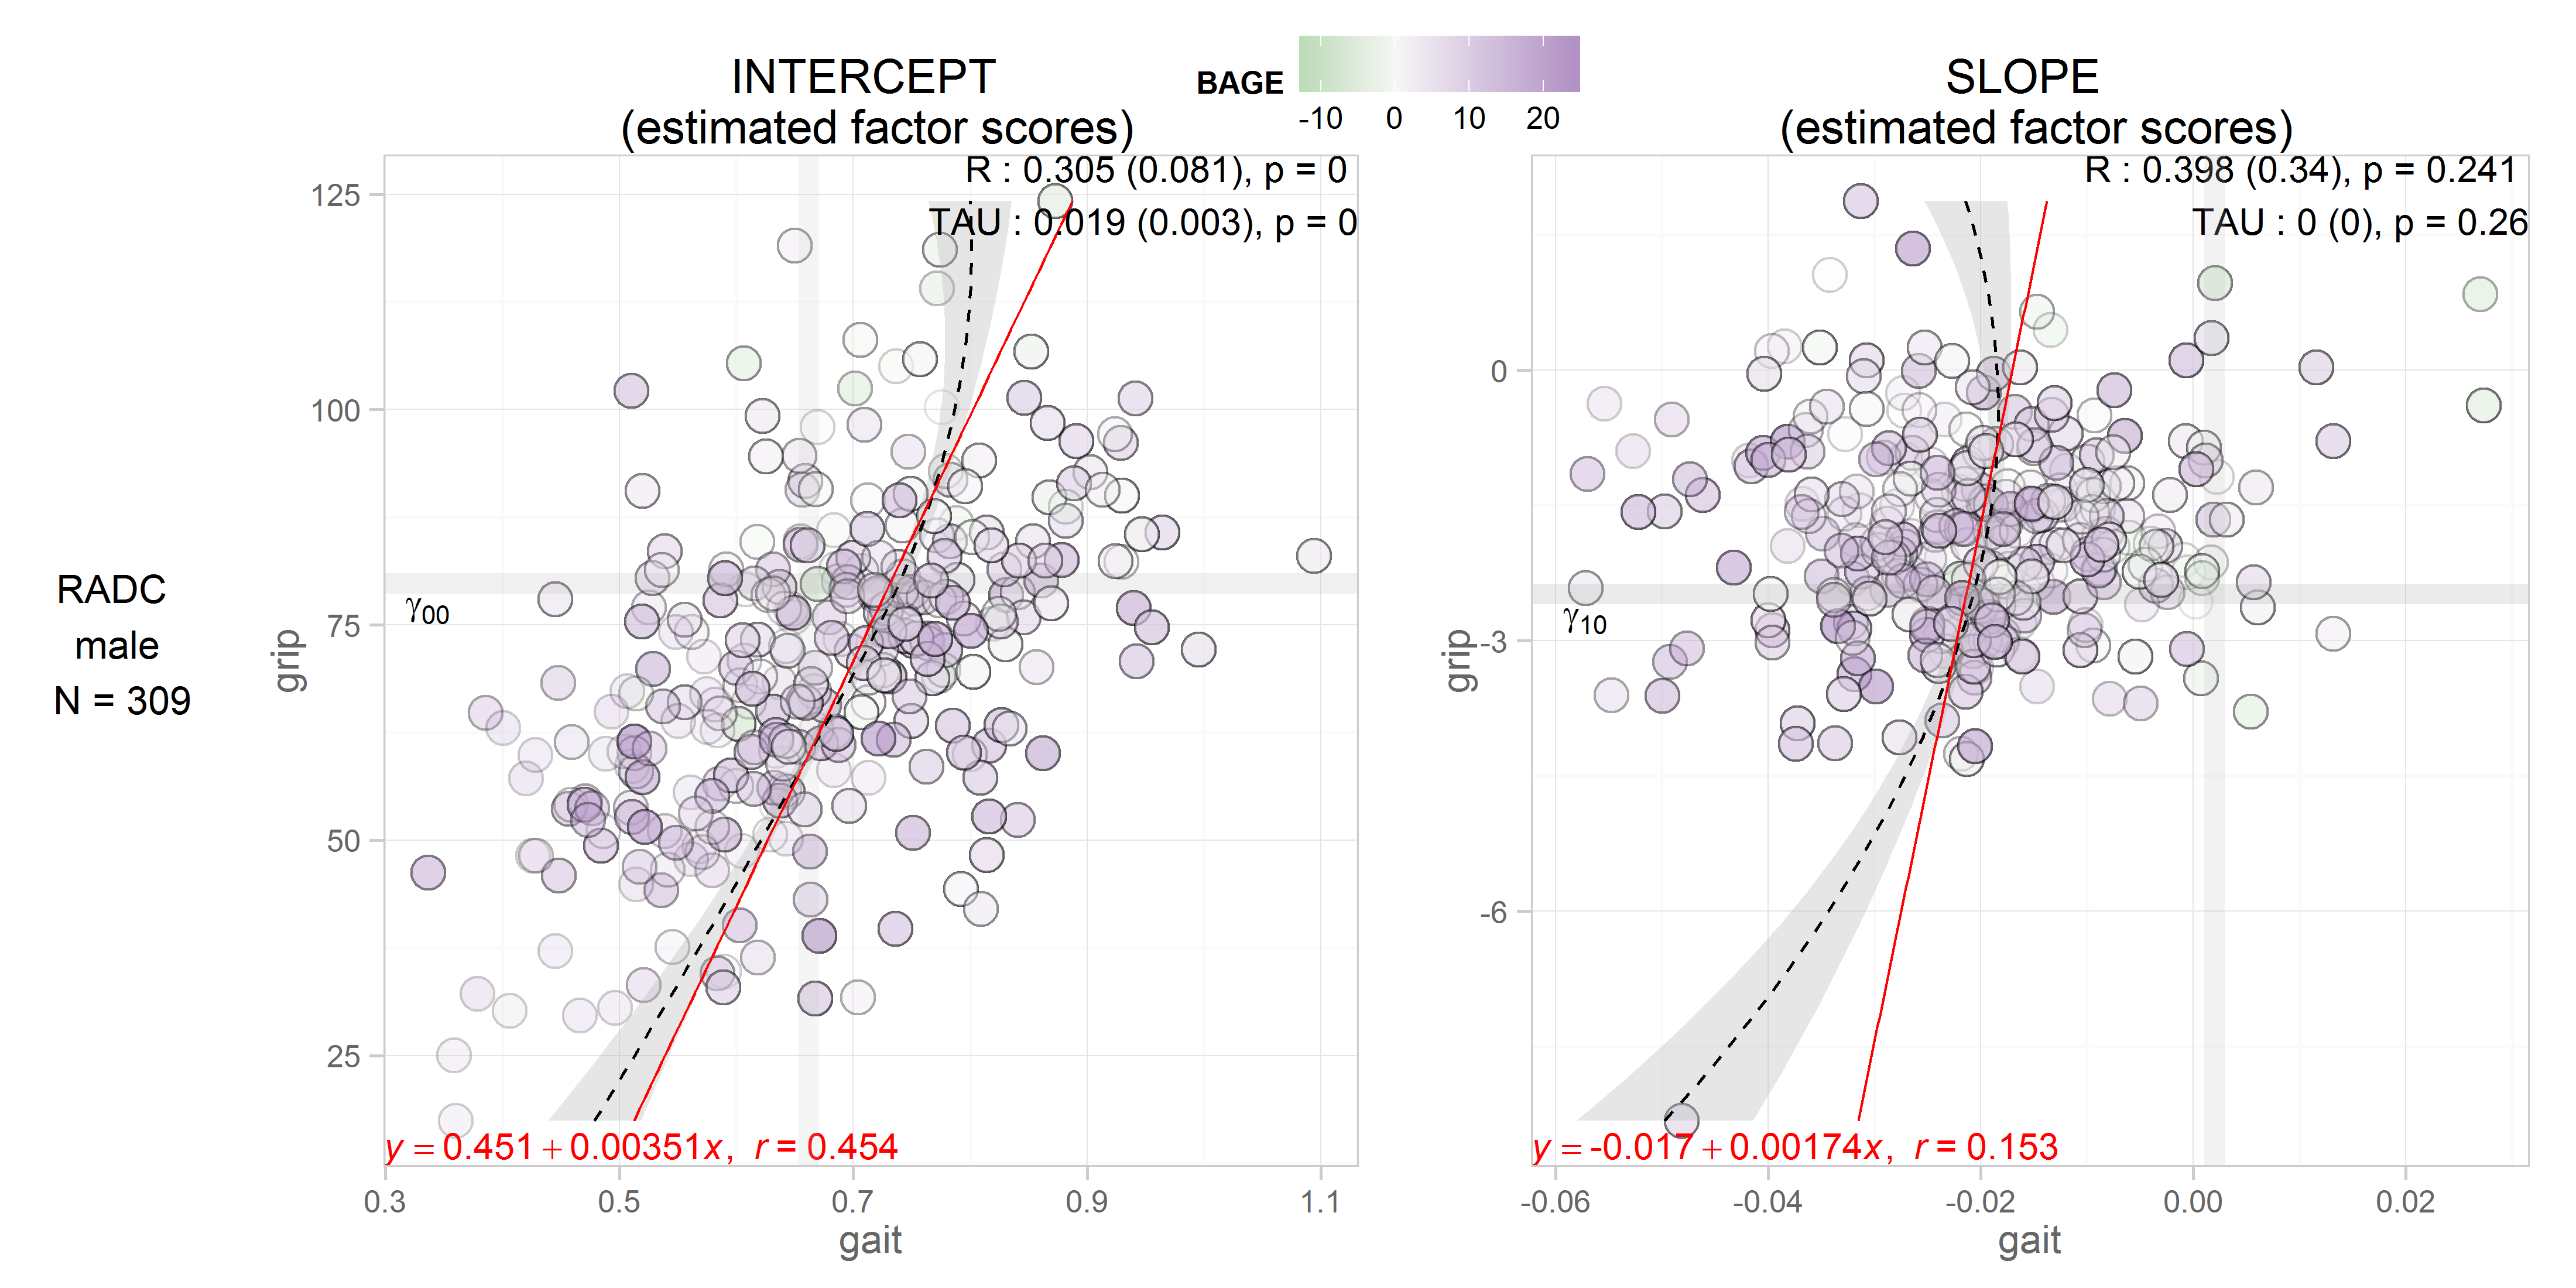 BAGE
-10 0 10 20
INTERCEPT
(estimated factor scores)
R : 0.305 (0.081), p = 0
TAU : 0.019 (0.003), p = 0
125
100
75
50
25
grip
γ00
y = 0.451 + 0.00351x, r = 0.454
0.3 0.5 0.7 0.9 1.1
gait
RADC
male
N = 309
SLOPE
(estimated factor scores)
R : 0.398 (0.34), p = 0.241
TAU : 0 (0), p = 0.26
0
-3
-6
grip
γ10
y = -0.017 + 0.00174x, r = 0.153
-0.06 -0.04 -0.02 0.00 0.02
gait